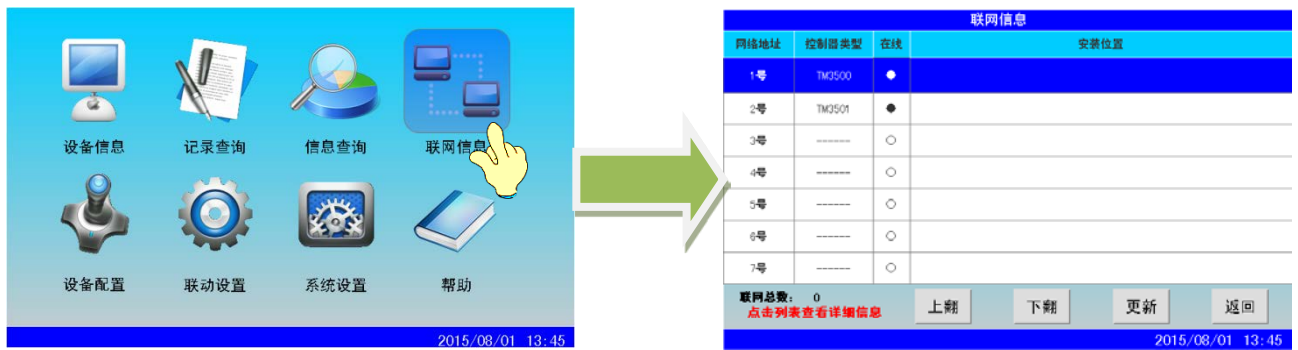 设备信息 记录查询 信息查询 联网信息
设备配置 联动设置 系统设置 帮助
2015/08/01 13:45
联网信息
网络地址 控制器类型 在线 安装位置
1号 TM3500
2号 TM3501
3号 ------
4号 ------
5号 ------
6号 ------
7号 ------
联网总数: 0
点击列表查看详细信息
上翻 下翻 更新 返回
2015/08/01 13:45